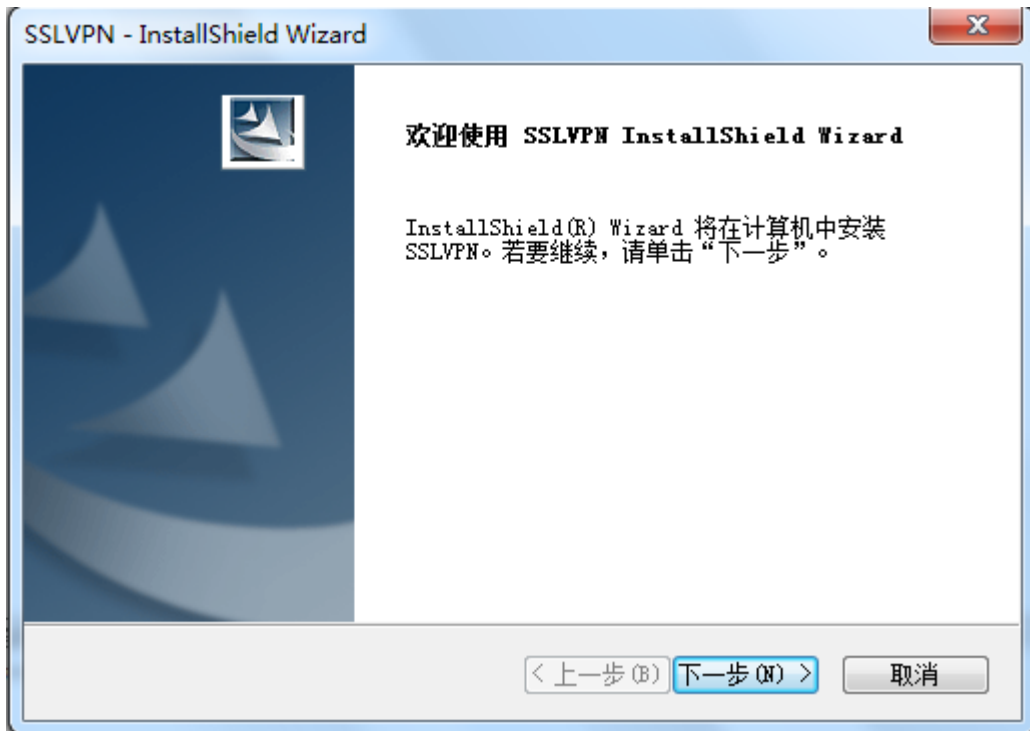 SSLVPN - InstallShield Wizard
欢迎使用 SSLVPN InstallShield Wizard
InstallShield(R) Wizard 将在计算机中安装
SSLVPN。若要继续，请单击“下一步”。
< 上一步(B) 下一步(N) > 取消